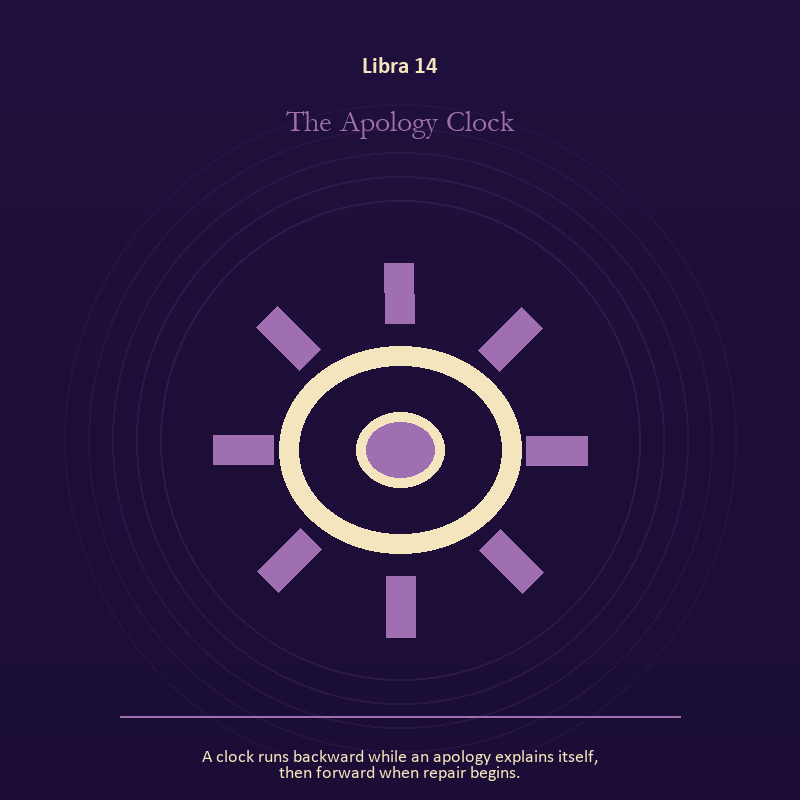 Libra 14
The Apology Clock
A clock runs backward while an apology explains itself,
then forward when repair begins.